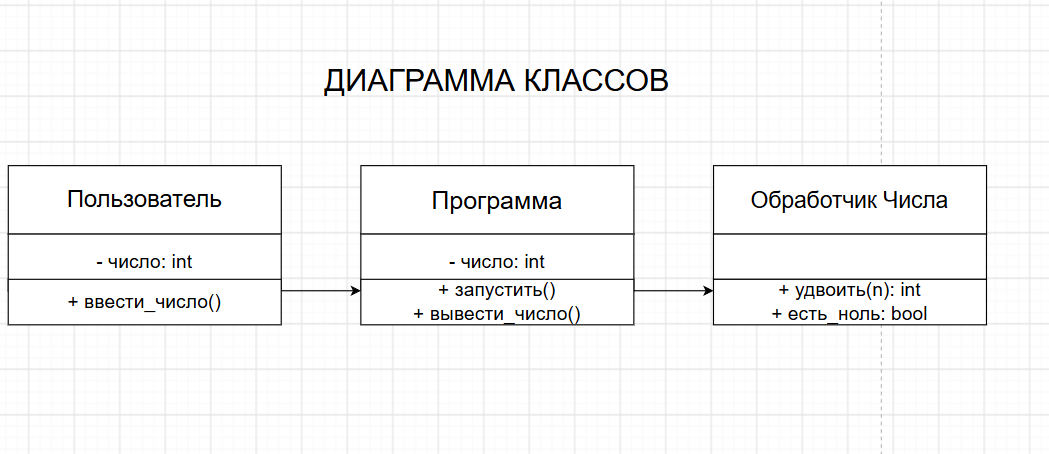 ДИАГРАММА КЛАССОВ
Пользователь
- число: int
+ ввести_число()
Программа
- число: int
+ запустить()
+ вывести_число()
Обработчик Числа
+ удвоить(n): int
+ есть_ноль: bool